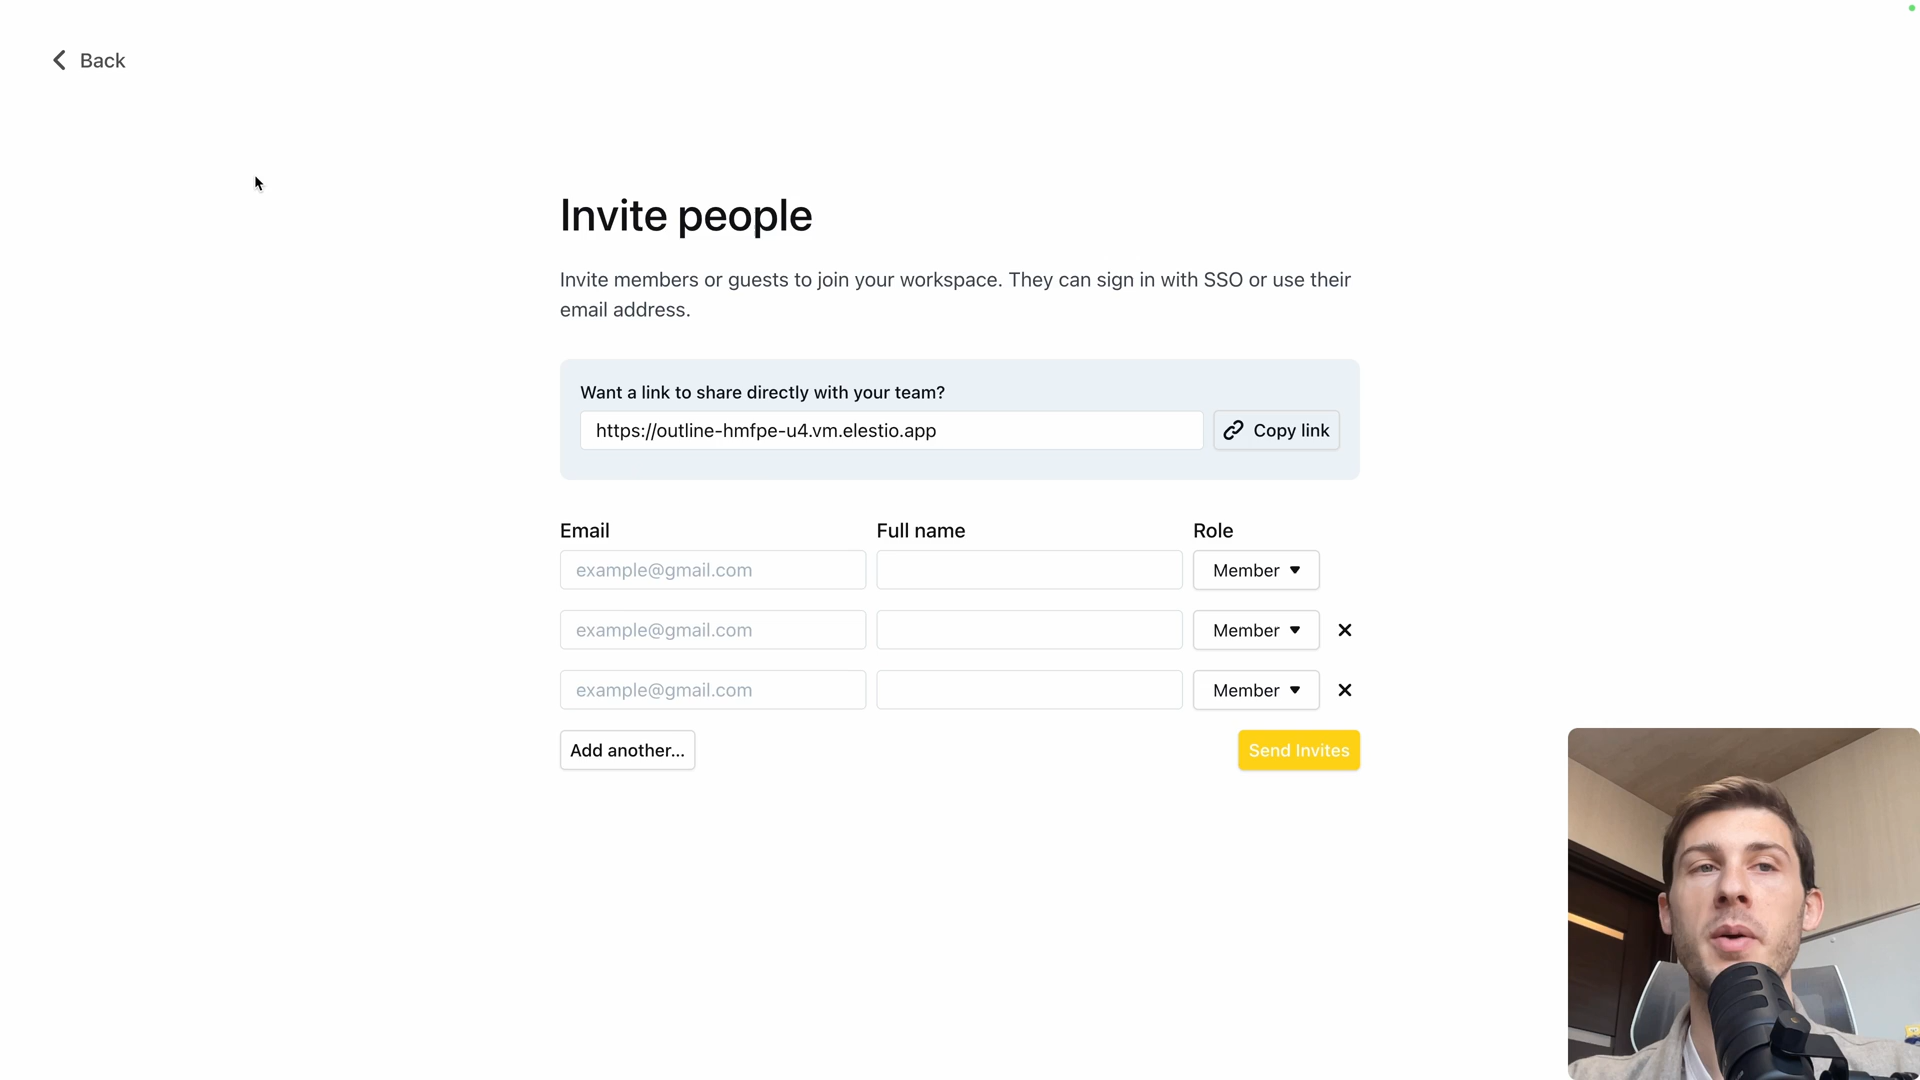 Back
Invite people
Invite members or guests to join your workspace. They can sign in with SSO or use their
email address.
Want a link to share directly with your team?
https://outline-hmfpe-u4.vm.elestio.app
Copy link
Email Full name Role
example@gmail.com Member
example@gmail.com Member
example@gmail.com Member
Add another... Send Invites